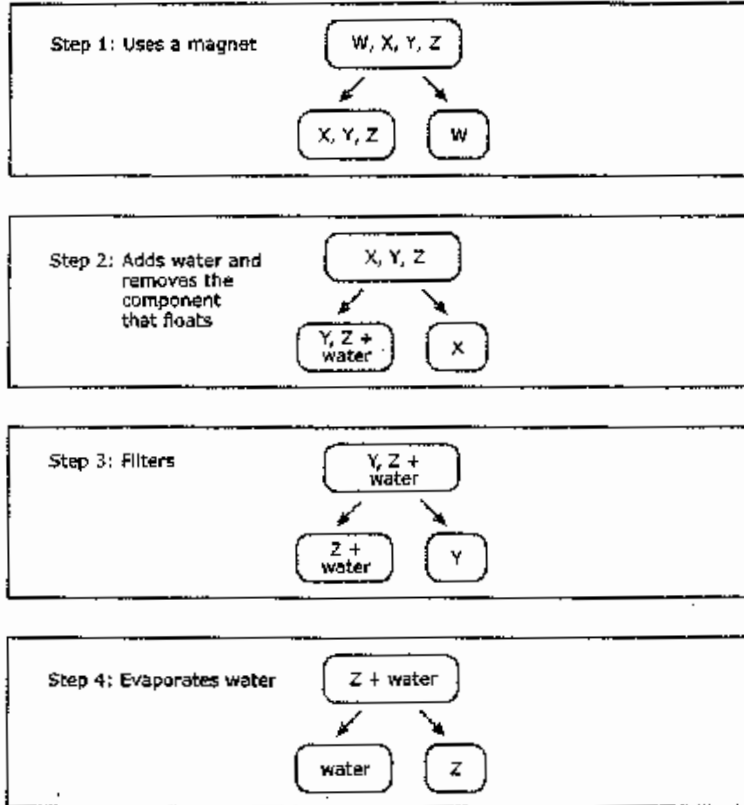 Step 1: Uses a magnet
W, X, Y, Z
X, Y, Z
W
Step 2: Adds water and
removes the
component
that floats
X, Y, Z
Y, Z +
water
X
Step 3: Filters
Y, Z +
water
Z +
water
Y
Step 4: Evaporates water
Z + water
water
Z